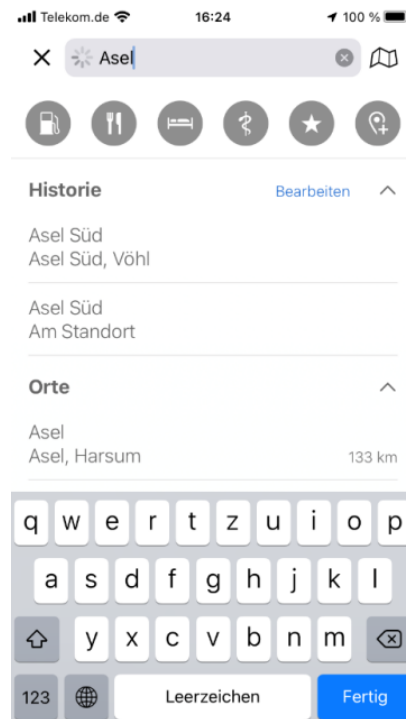 Telekom.de 16:24 100 %
Asel
Historie Bearbeiten
Asel Süd
Asel Süd, Vöhl
Asel Süd
Am Standort
Orte
Asel
Asel, Harsum 133 km
q w e r t z u i o p
a s d f g h j k l
y x c v b n m
123 Leerzeichen Fertig